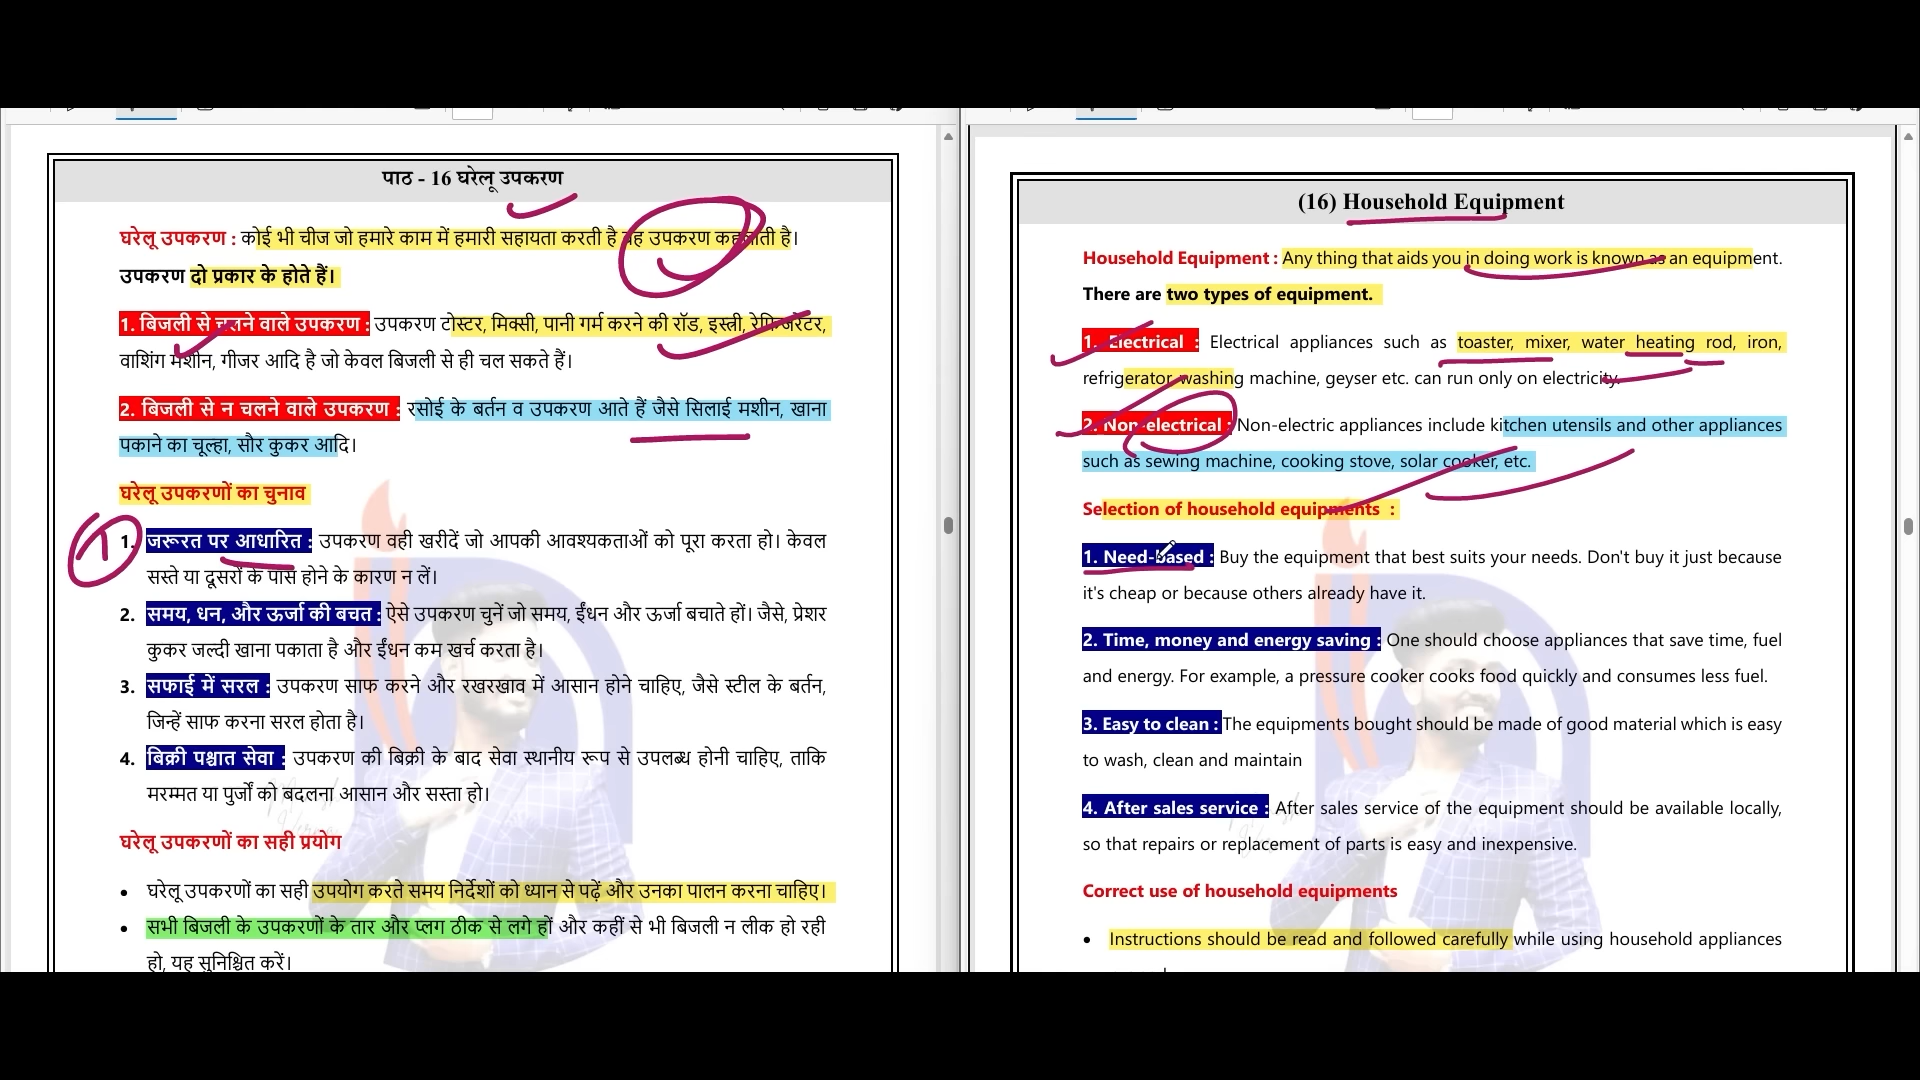 पाठ - 16 घरेलू उपकरण
घरेलू उपकरण : कोई भी चीज जो हमारे काम में हमारी सहायता करती है वह उपकरण कहलाती है।
उपकरण दो प्रकार के होते हैं।
1. बिजली से चलने वाले उपकरण : उपकरण टोस्टर, मिक्सी, पानी गर्म करने की रॉड, इस्त्री, रेफ्रिजरेटर,
वाशिंग मशीन, गीजर आदि है जो केवल बिजली से ही चल सकते हैं।
2. बिजली से न चलने वाले उपकरण : रसोई के बर्तन व उपकरण आते हैं जैसे सिलाई मशीन, खाना
पकाने का चूल्हा, सौर कुकर आदि।
घरेलू उपकरणों का चुनाव
1. जरूरत पर आधारित : उपकरण वही खरीदें जो आपकी आवश्यकताओं को पूरा करता हो। केवल
सस्ते या दूसरों के पास होने के कारण न लें।
2. समय, धन, और ऊर्जा की बचत : ऐसे उपकरण चुनें जो समय, ईंधन और ऊर्जा बचाते हों। जैसे, प्रेशर
कुकर जल्दी खाना पकाता है और ईंधन कम खर्च करता है।
3. सफाई में सरल : उपकरण साफ करने और रखरखाव में आसान होने चाहिए, जैसे स्टील के बर्तन,
जिन्हें साफ करना सरल होता है।
4. बिक्री पश्चात सेवा : उपकरण की बिक्री के बाद सेवा स्थानीय रूप से उपलब्ध होनी चाहिए, ताकि
मरम्मत या पुर्जों को बदलना आसान और सस्ता हो।
घरेलू उपकरणों का सही प्रयोग
• घरेलू उपकरणों का सही उपयोग करते समय निर्देशों को ध्यान से पढ़ें और उनका पालन करना चाहिए।
• सभी बिजली के उपकरणों के तार और प्लग ठीक से लगे हों और कहीं से भी बिजली न लीक हो रही
हो, यह सुनिश्चित करें।
(16) Household Equipment
Household Equipment : Any thing that aids you in doing work is known as an equipment.
There are two types of equipment.
1. Electrical : Electrical appliances such as toaster, mixer, water heating rod, iron,
refrigerator washing machine, geyser etc. can run only on electricity.
2. Non-electrical : Non-electric appliances include kitchen utensils and other appliances
such as sewing machine, cooking stove, solar cooker, etc.
Selection of household equipments :
1. Need-based : Buy the equipment that best suits your needs. Don't buy it just because
it's cheap or because others already have it.
2. Time, money and energy saving : One should choose appliances that save time, fuel
and energy. For example, a pressure cooker cooks food quickly and consumes less fuel.
3. Easy to clean : The equipments bought should be made of good material which is easy
to wash, clean and maintain
4. After sales service : After sales service of the equipment should be available locally,
so that repairs or replacement of parts is easy and inexpensive.
Correct use of household equipments
• Instructions should be read and followed carefully while using household appliances